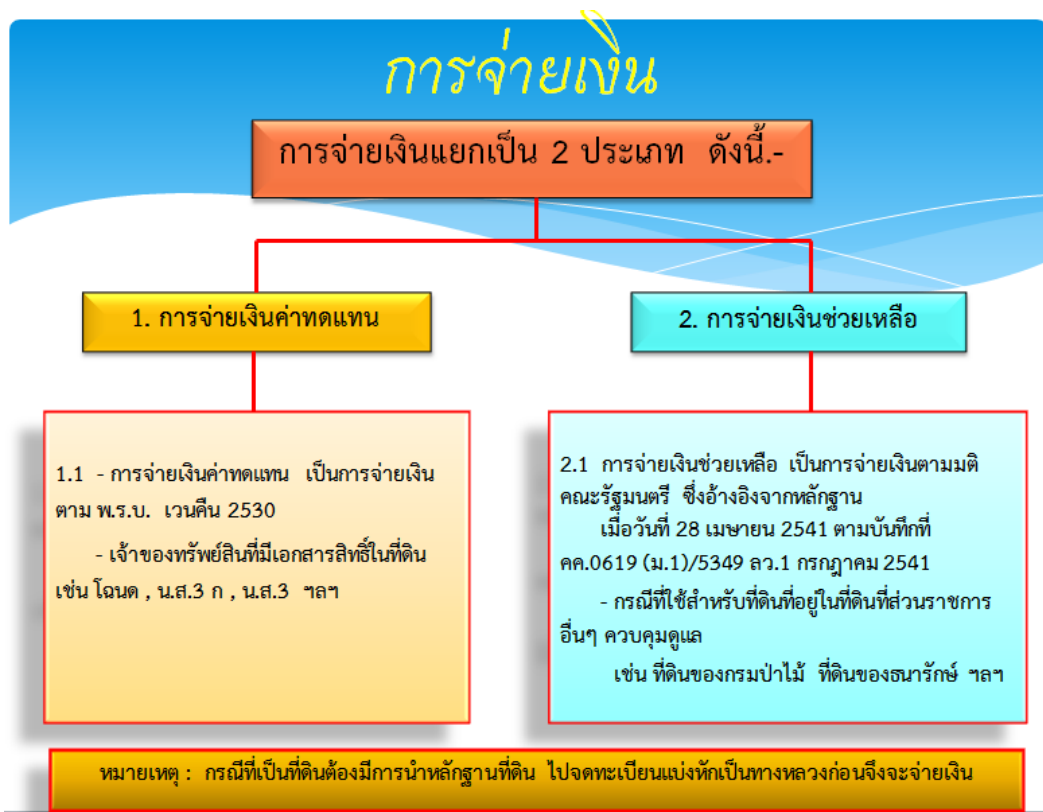 การจ่ายเงิน
การจ่ายเงินแยกเป็น 2 ประเภท ดังนี้.-
1. การจ่ายเงินค่าทดแทน
2. การจ่ายเงินช่วยเหลือ
1.1 - การจ่ายเงินค่าทดแทน เป็นการจ่ายเงิน
ตาม พ.ร.บ. เวนคืน 2530
- เจ้าของทรัพย์สินที่มีเอกสารสิทธิ์ในที่ดิน
เช่น โฉนด , น.ส.3 ก , น.ส.3 ฯลฯ
2.1 การจ่ายเงินช่วยเหลือ เป็นการจ่ายเงินตามมติ
คณะรัฐมนตรี ซึ่งอ้างอิงจากหลักฐาน
เมื่อวันที่ 28 เมษายน 2541 ตามบันทึกที่
คค.0619 (ม.1)/5349 ลว.1 กรกฎาคม 2541
- กรณีที่ใช้สำหรับที่ดินที่อยู่ในที่ดินที่ส่วนราชการ
อื่นๆ ควบคุมดูแล
เช่น ที่ดินของกรมป่าไม้ ที่ดินของธนารักษ์ ฯลฯ
หมายเหตุ : กรณีที่เป็นที่ดินต้องมีการนำหลักฐานที่ดิน ไปจดทะเบียนแบ่งหักเป็นทางหลวงก่อนจึงจะจ่ายเงิน